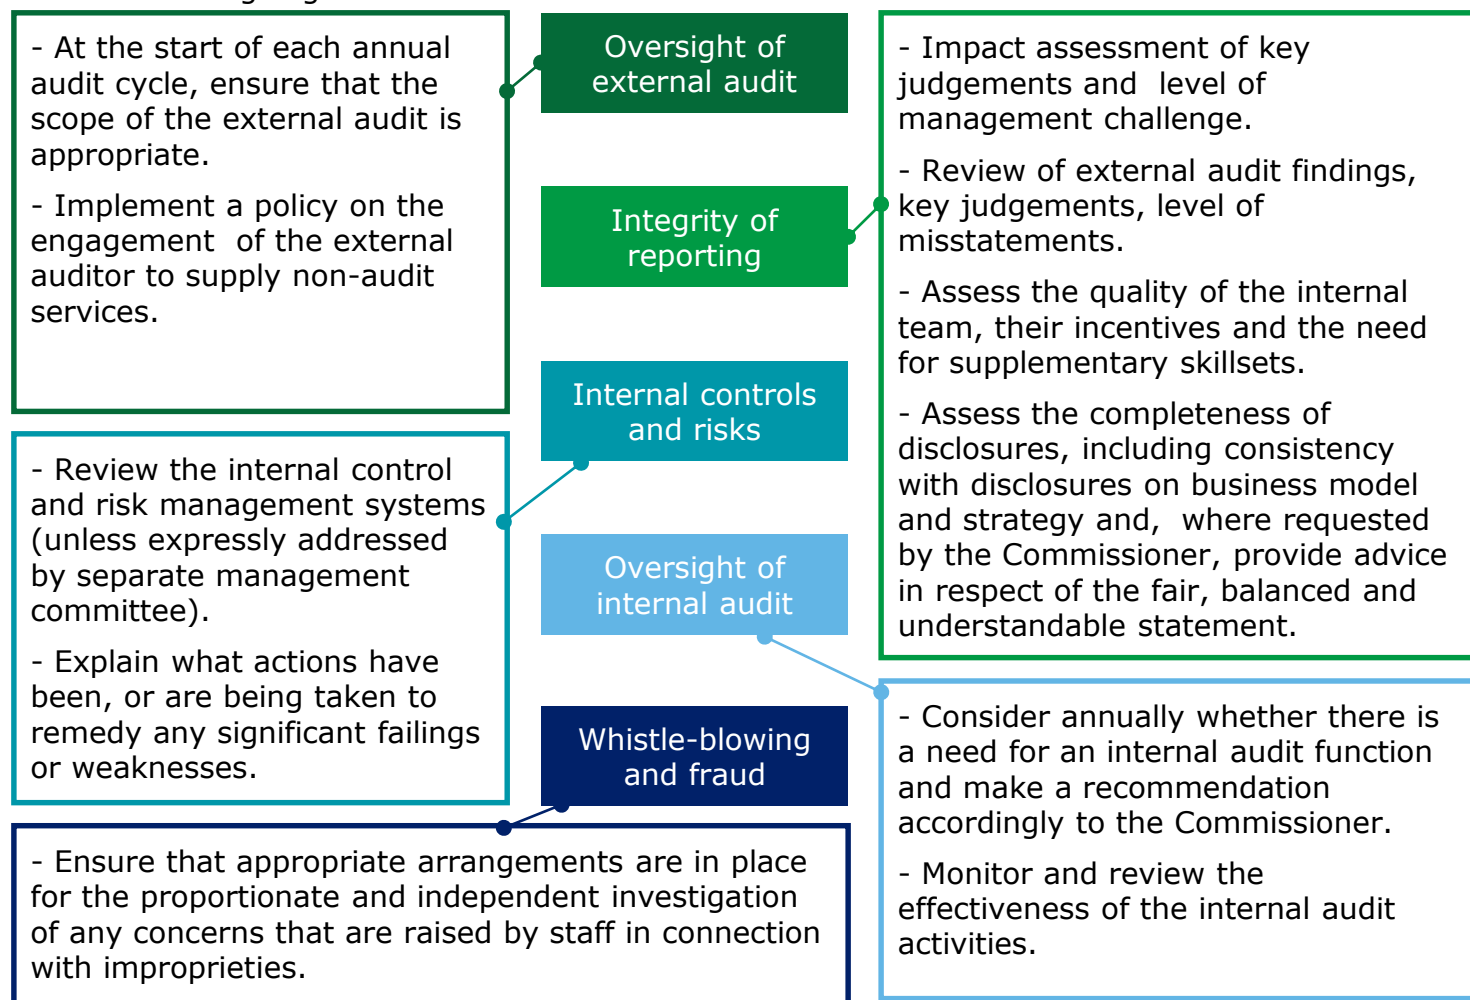 - At the start of each annual
audit cycle, ensure that the
scope of the external audit is
appropriate.
- Implement a policy on the
engagement of the external
auditor to supply non-audit
services.
Oversight of
external audit
- Impact assessment of key
judgements and level of
management challenge.
- Review of external audit findings,
key judgements, level of
misstatements.
- Assess the quality of the internal
team, their incentives and the need
for supplementary skillsets.
- Assess the completeness of
disclosures, including consistency
with disclosures on business model
and strategy and, where requested
by the Commissioner, provide advice
in respect of the fair, balanced and
understandable statement.
Integrity of
reporting
Internal controls
and risks
- Review the internal control
and risk management systems
(unless expressly addressed
by separate management
committee).
- Explain what actions have
been, or are being taken to
remedy any significant failings
or weaknesses.
Oversight of
internal audit
- Consider annually whether there is
a need for an internal audit function
and make a recommendation
accordingly to the Commissioner.
- Monitor and review the
effectiveness of the internal audit
activities.
Whistle-blowing
and fraud
- Ensure that appropriate arrangements are in place
for the proportionate and independent investigation
of any concerns that are raised by staff in connection
with improprieties.